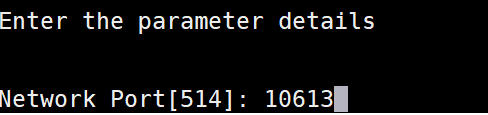 Enter the parameter details
Network Port[514]: 10613